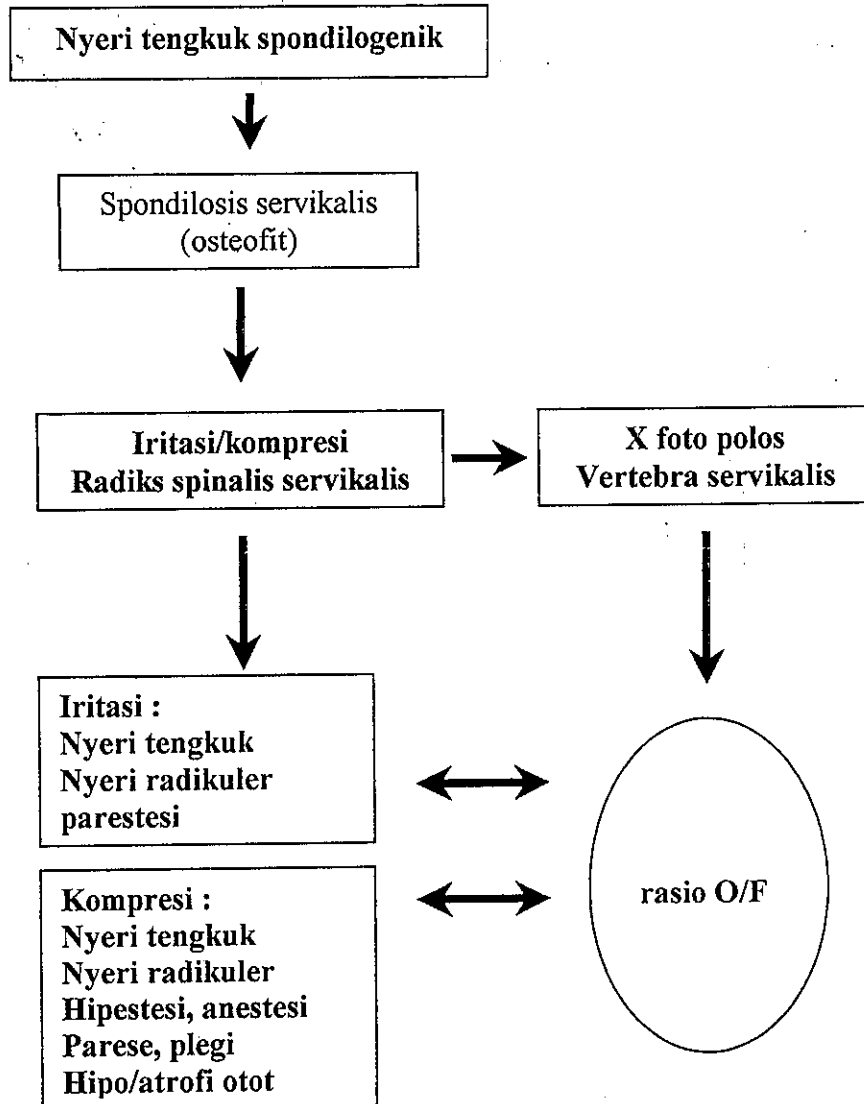 Nyeri tengkuk spondilogenik
Spondilosis servikalis
(osteofit)
Iritasi/kompresi
Radiks spinalis servikalis
X foto polos
Vertebra servikalis
Iritasi :
Nyeri tengkuk
Nyeri radikuler
parestesi
Kompresi :
Nyeri tengkuk
Nyeri radikuler
Hipestesi, anestesi
Parese, plegi
Hipo/atrofi otot
rasio O/F